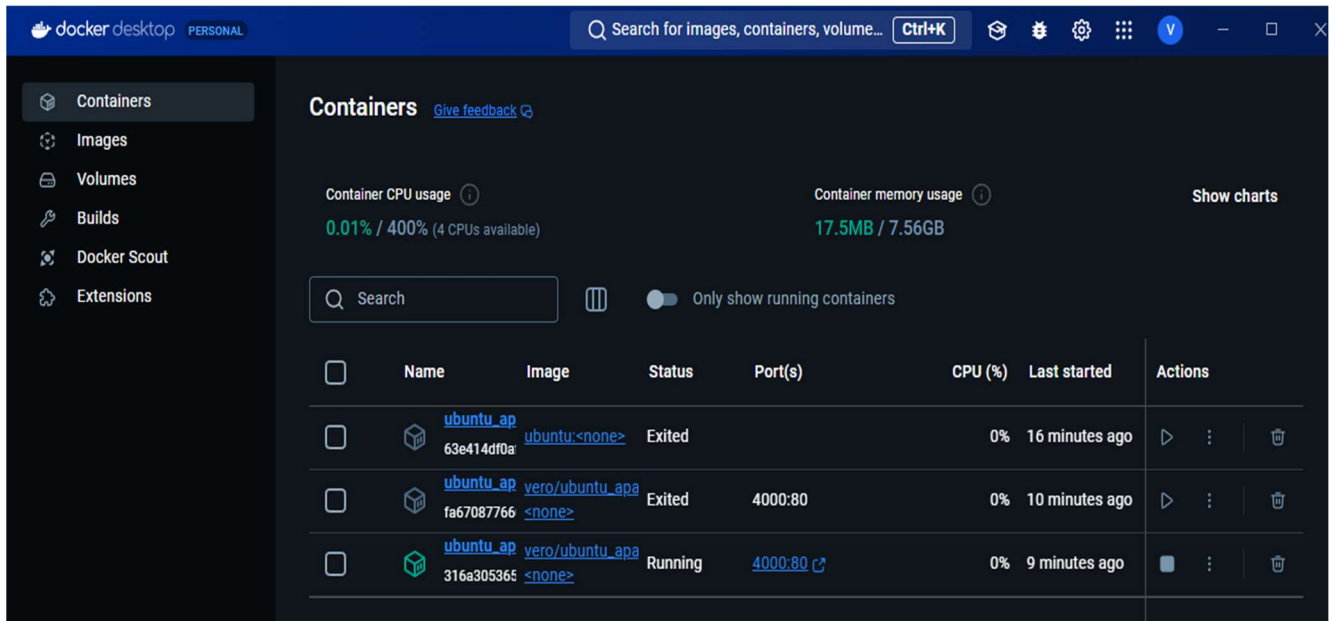 docker desktop PERSONAL Search for images, containers, volume... Ctrl+K V
Containers
Images
Volumes
Builds
Docker Scout
Extensions
Containers Give feedback
Container CPU usage Container memory usage Show charts
0.01% / 400% (4 CPUs available) 17.5MB / 7.56GB
Search Only show running containers
Name Image Status Port(s) CPU (%) Last started Actions
ubuntu_ap
63e414df0a ubuntu:<none> Exited 0% 16 minutes ago
ubuntu_ap vero/ubuntu_apa
fa67087766 <none> Exited 4000:80 0% 10 minutes ago
ubuntu_ap vero/ubuntu_apa
316a305365 <none> Running 4000:80 0% 9 minutes ago